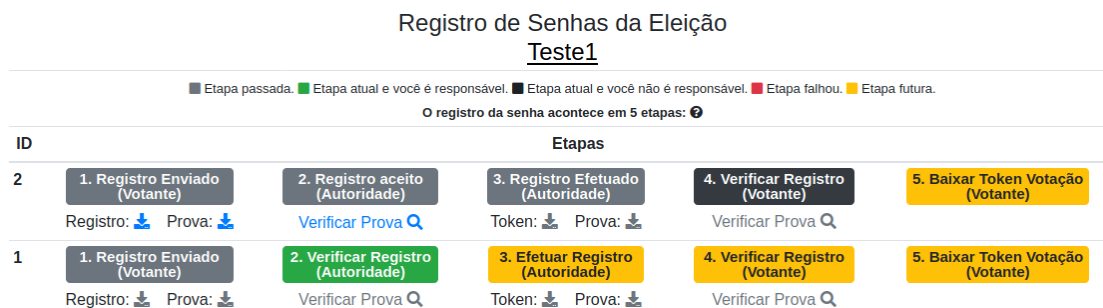 Registro de Senhas da Eleição
Teste1
Etapa passada. Etapa atual e você é responsável. Etapa atual e você não é responsável. Etapa falhou. Etapa futura.
O registro da senha acontece em 5 etapas:
ID Etapas
2 1. Registro Enviado (Votante) 2. Registro aceito (Autoridade) 3. Registro Efetuado (Autoridade) 4. Verificar Registro (Votante) 5. Baixar Token Votação (Votante)
Registro: Prova: Verificar Prova Token: Prova: Verificar Prova
1 1. Registro Enviado (Votante) 2. Verificar Registro (Autoridade) 3. Efetuar Registro (Autoridade) 4. Verificar Registro (Votante) 5. Baixar Token Votação (Votante)
Registro: Prova: Verificar Prova Token: Prova: Verificar Prova